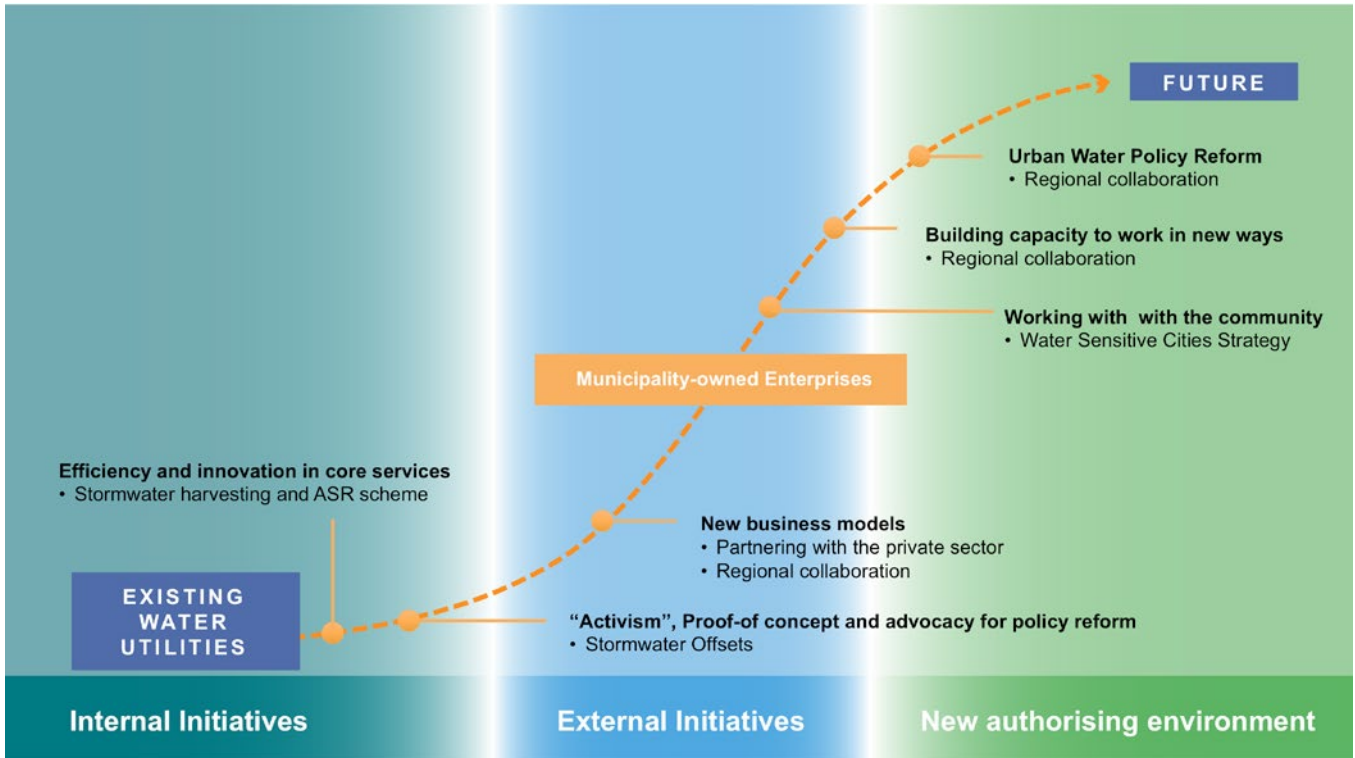 FUTURE
Urban Water Policy Reform
• Regional collaboration
Building capacity to work in new ways
• Regional collaboration
Working with  with the community
• Water Sensitive Cities Strategy
Municipality-owned Enterprises
Efficiency and innovation in core services
• Stormwater harvesting and ASR scheme
New business models
• Partnering with the private sector
• Regional collaboration
EXISTING
WATER
UTILITIES
“Activism”, Proof-of concept and advocacy for policy reform
• Stormwater Offsets
Internal Initiatives
External Initiatives
New authorising environment